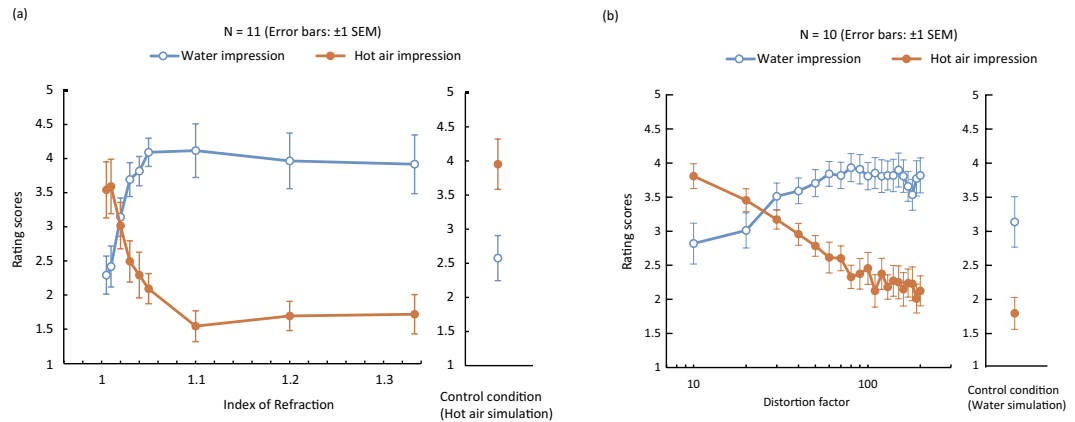 (a)
N = 11 (Error bars: ±1 SEM)
Water impression Hot air impression
5
4.5
4
3.5
3
2.5
2
1.5
1
Rating scores
1 1.1 1.2 1.3
Index of Refraction
5
4.5
4
3.5
3
2.5
2
1.5
1
Control condition
(Hot air simulation)
(b)
N = 10 (Error bars: ±1 SEM)
Water impression Hot air impression
5
4.5
4
3.5
3
2.5
2
1.5
1
Rating scores
10 100
Distortion factor
5
4.5
4
3.5
3
2.5
2
1.5
1
Control condition
(Water simulation)